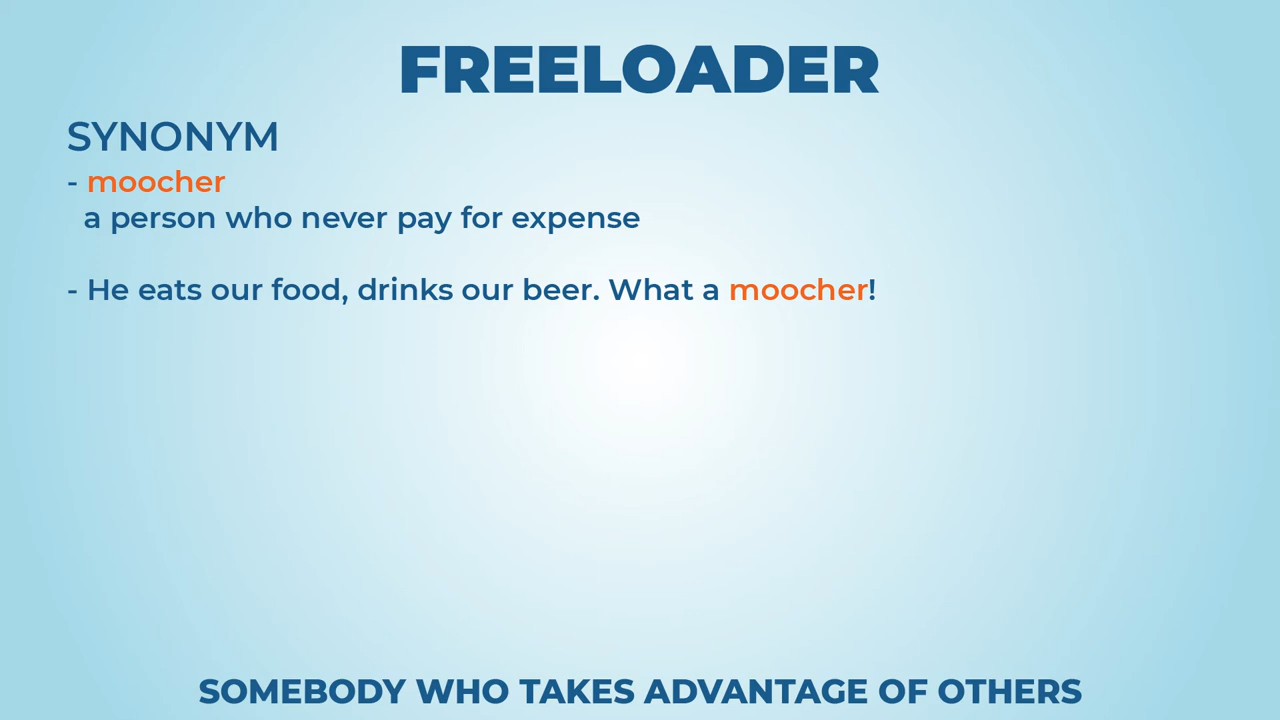 FREELOADER
SYNONYM
- moocher
a person who never pay for expense
- He eats our food, drinks our beer. What a moocher!
SOMEBODY WHO TAKES ADVANTAGE OF OTHERS